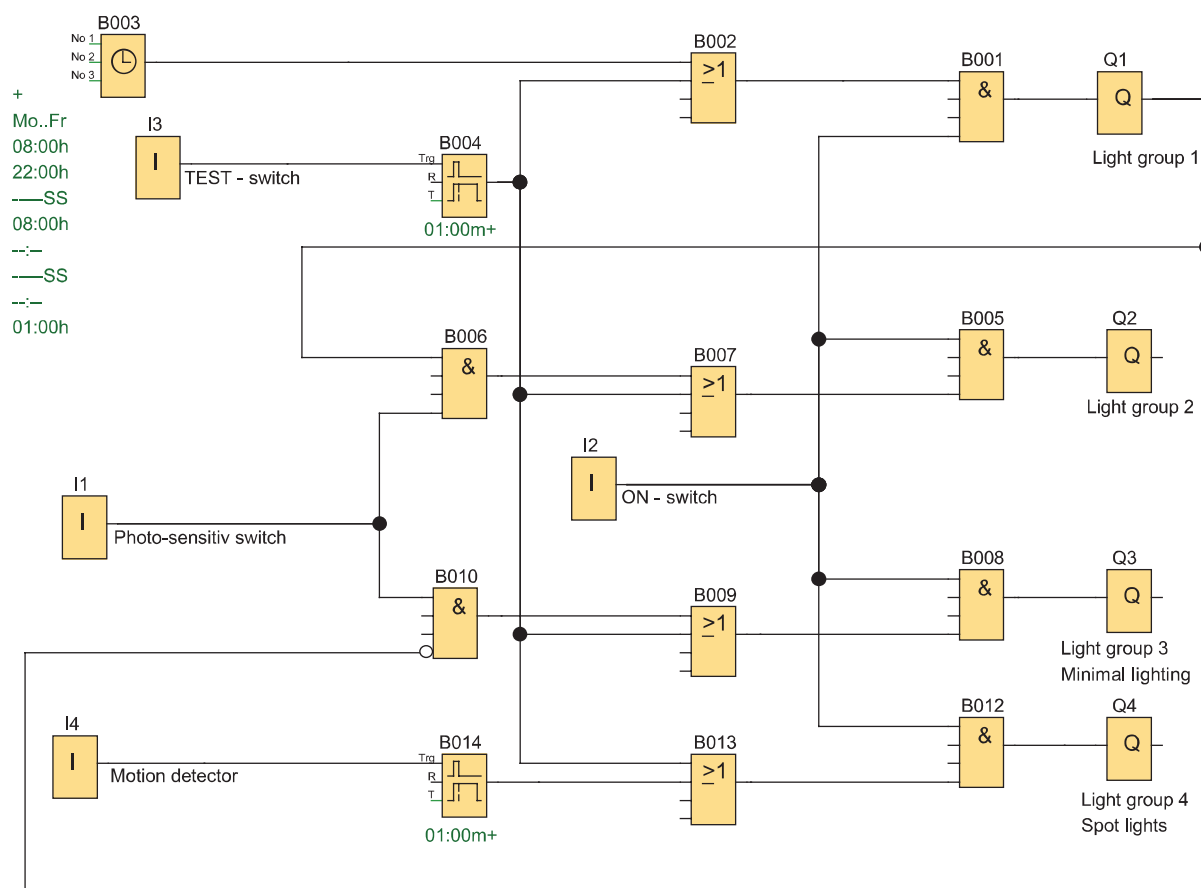 B003
No 1
No 2
No 3
+
Mo..Fr
08:00h
22:00h
-----SS
08:00h
--:--
-----SS
--:--
01:00h
I3
I
TEST - switch
B004
Trg
R
T
01:00m+
B002
>1
B001
&
Q1
Q
Light group 1
B006
&
B007
>1
B005
&
Q2
Q
Light group 2
I2
I
ON - switch
I1
I
Photo-sensitiv switch
B010
&
B009
>1
B008
&
Q3
Q
Light group 3
Minimal lighting
I4
I
Motion detector
B014
Trg
R
T
01:00m+
B013
>1
B012
&
Q4
Q
Light group 4
Spot lights